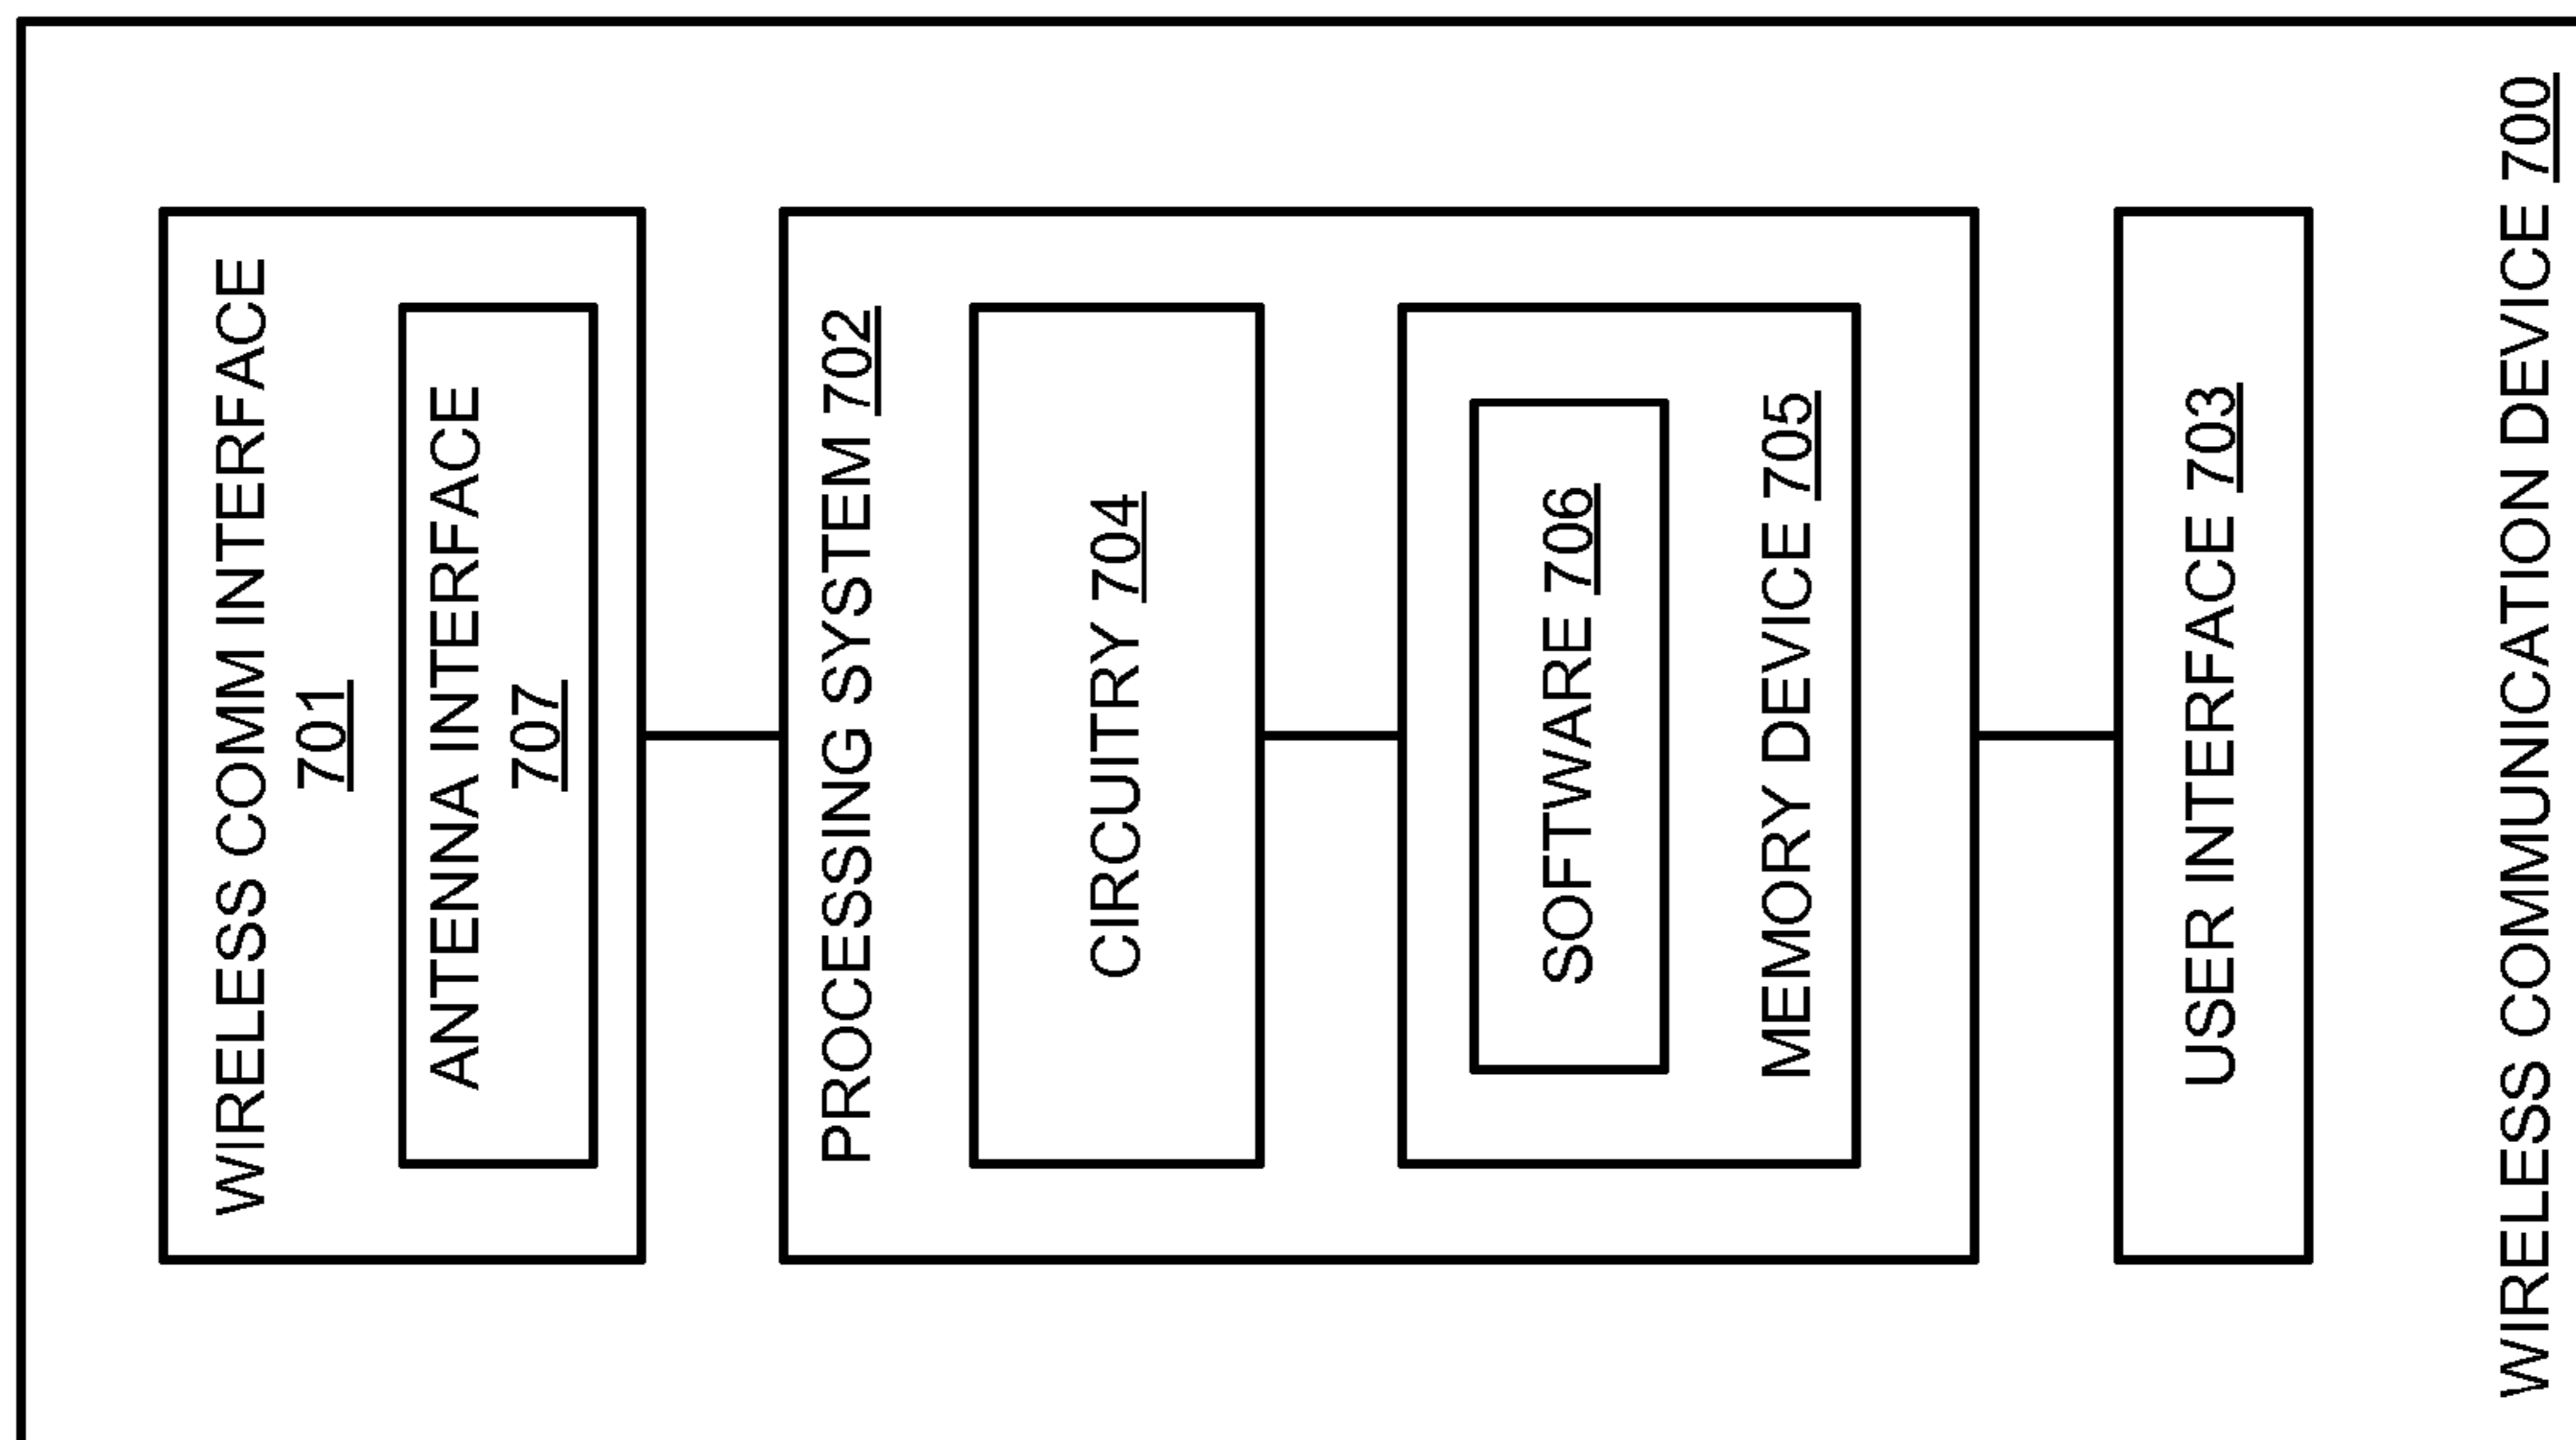 WIRELESS COMM INTERFACE
701
ANTENNA INTERFACE
707
PROCESSING SYSTEM 702
CIRCUITRY 704
SOFTWARE 706
MEMORY DEVICE 705
USER INTERFACE 703
WIRELESS COMMUNICATION DEVICE 700